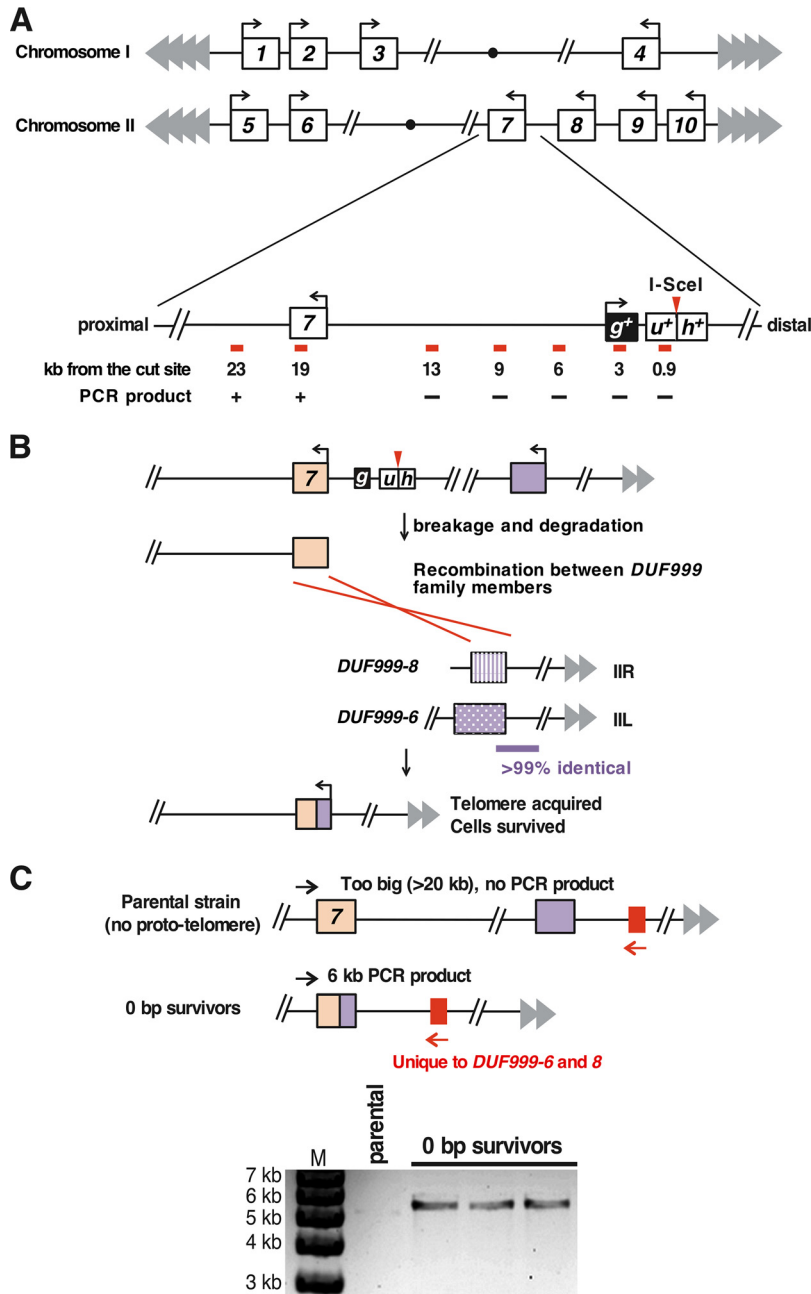 A
Chromosome I
1 2 3 4
Chromosome II
5 6 7 8 9 10
I-SceI
proximal 7 g+ u+ h+ distal
kb from the cut site 23 19 13 9 6 3 0.9
PCR product + + − − − − −
B
7 g u h
breakage and degradation
Recombination between DUF999
family members
DUF999-8 IIR
DUF999-6 IIL
>99% identical
Telomere acquired
Cells survived
C
Too big (>20 kb), no PCR product
Parental strain
(no proto-telomere)
7
6 kb PCR product
0 bp survivors
Unique to DUF999-6 and 8
parental
0 bp survivors
M
7 kb
6 kb
5 kb
4 kb
3 kb